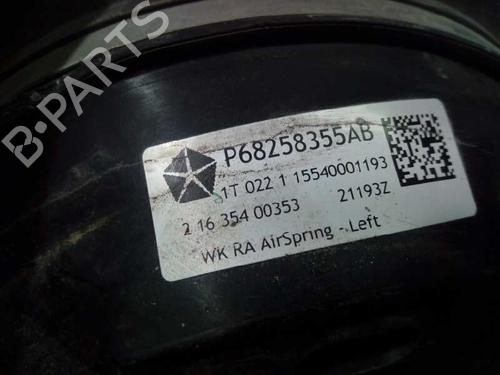 B-PARTS
P68258355AB
1T 022 1 15540001193
2 16 354 00353 21193Z
WK RA AirSpring - Left